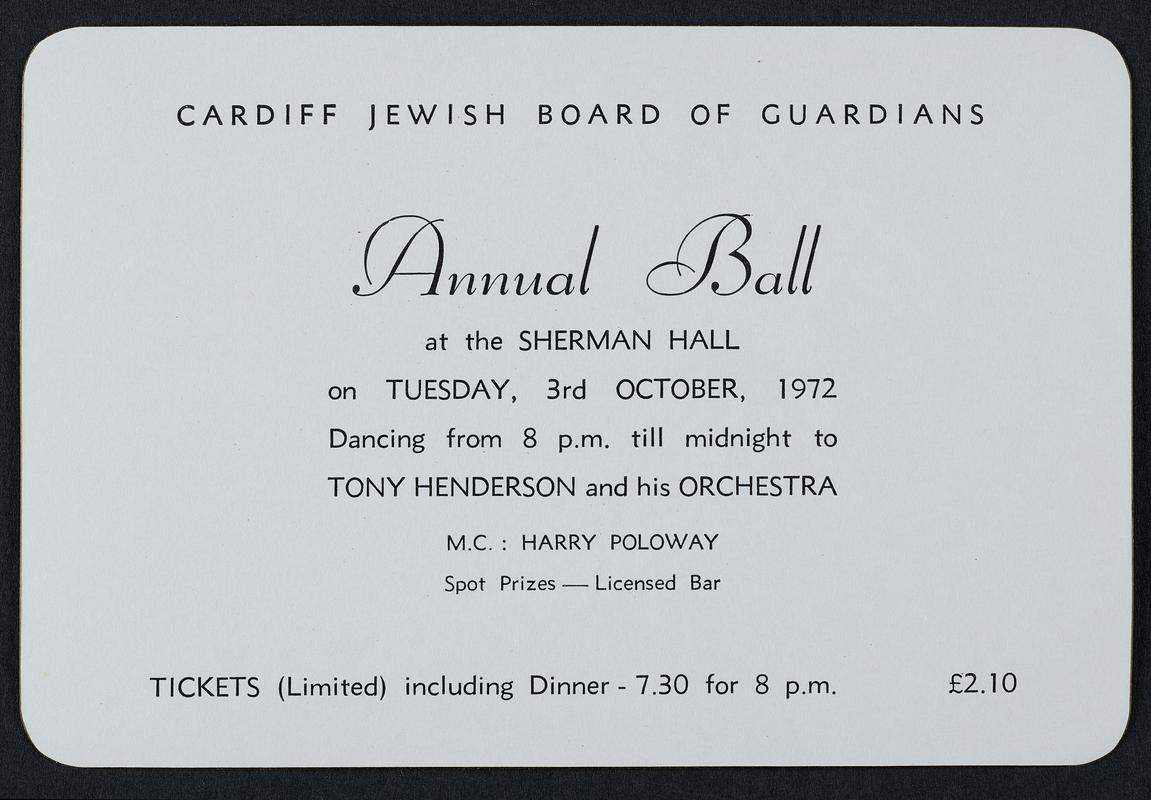 CARDIFF JEWISH BOARD OF GUARDIANS
Annual Ball
at the SHERMAN HALL
on TUESDAY, 3rd OCTOBER, 1972
Dancing from 8 p.m. till midnight to
TONY HENDERSON and his ORCHESTRA
M.C. : HARRY POLOWAY
Spot Prizes — Licensed Bar
TICKETS (Limited) including Dinner - 7.30 for 8 p.m. £2.10